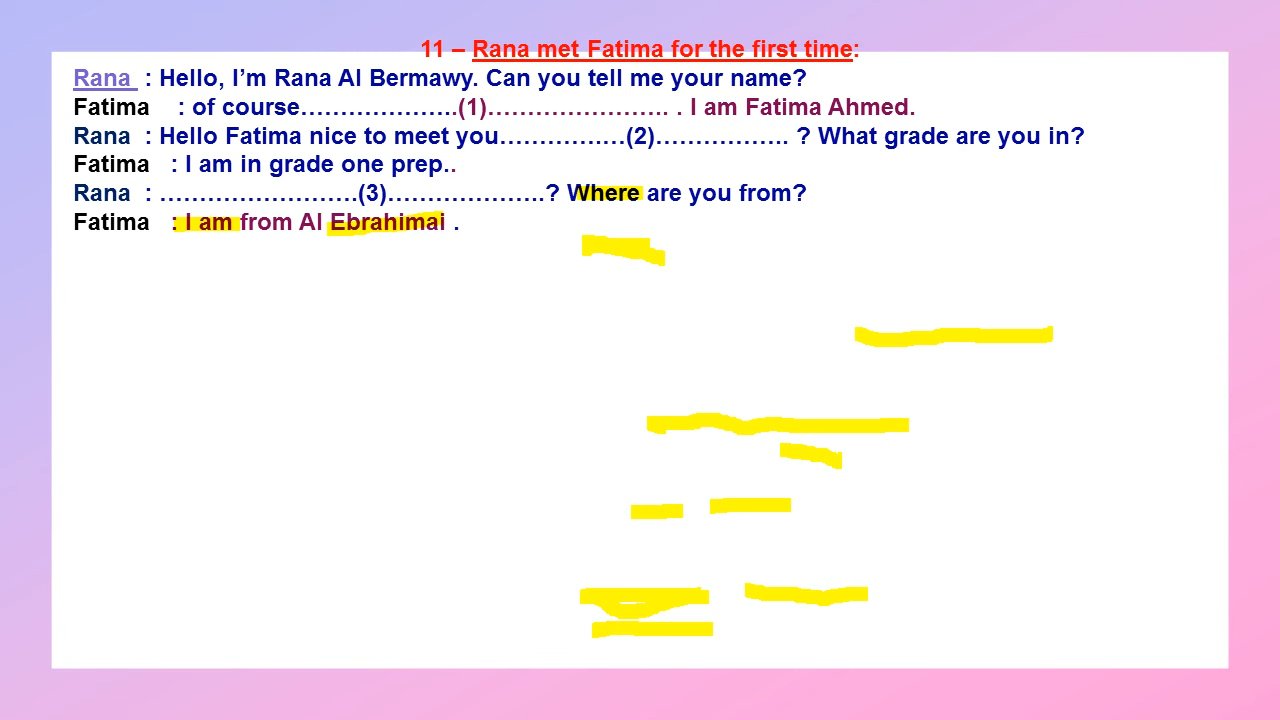 11 – Rana met Fatima for the first time:
Rana : Hello, I’m Rana Al Bermawy. Can you tell me your name?
Fatima : of course………………..(1)………………….. . I am Fatima Ahmed.
Rana : Hello Fatima nice to meet you………….…(2)…………….. ? What grade are you in?
Fatima : I am in grade one prep..
Rana : …………………….(3)………………..? Where are you from?
Fatima : I am from Al Ebrahimai .